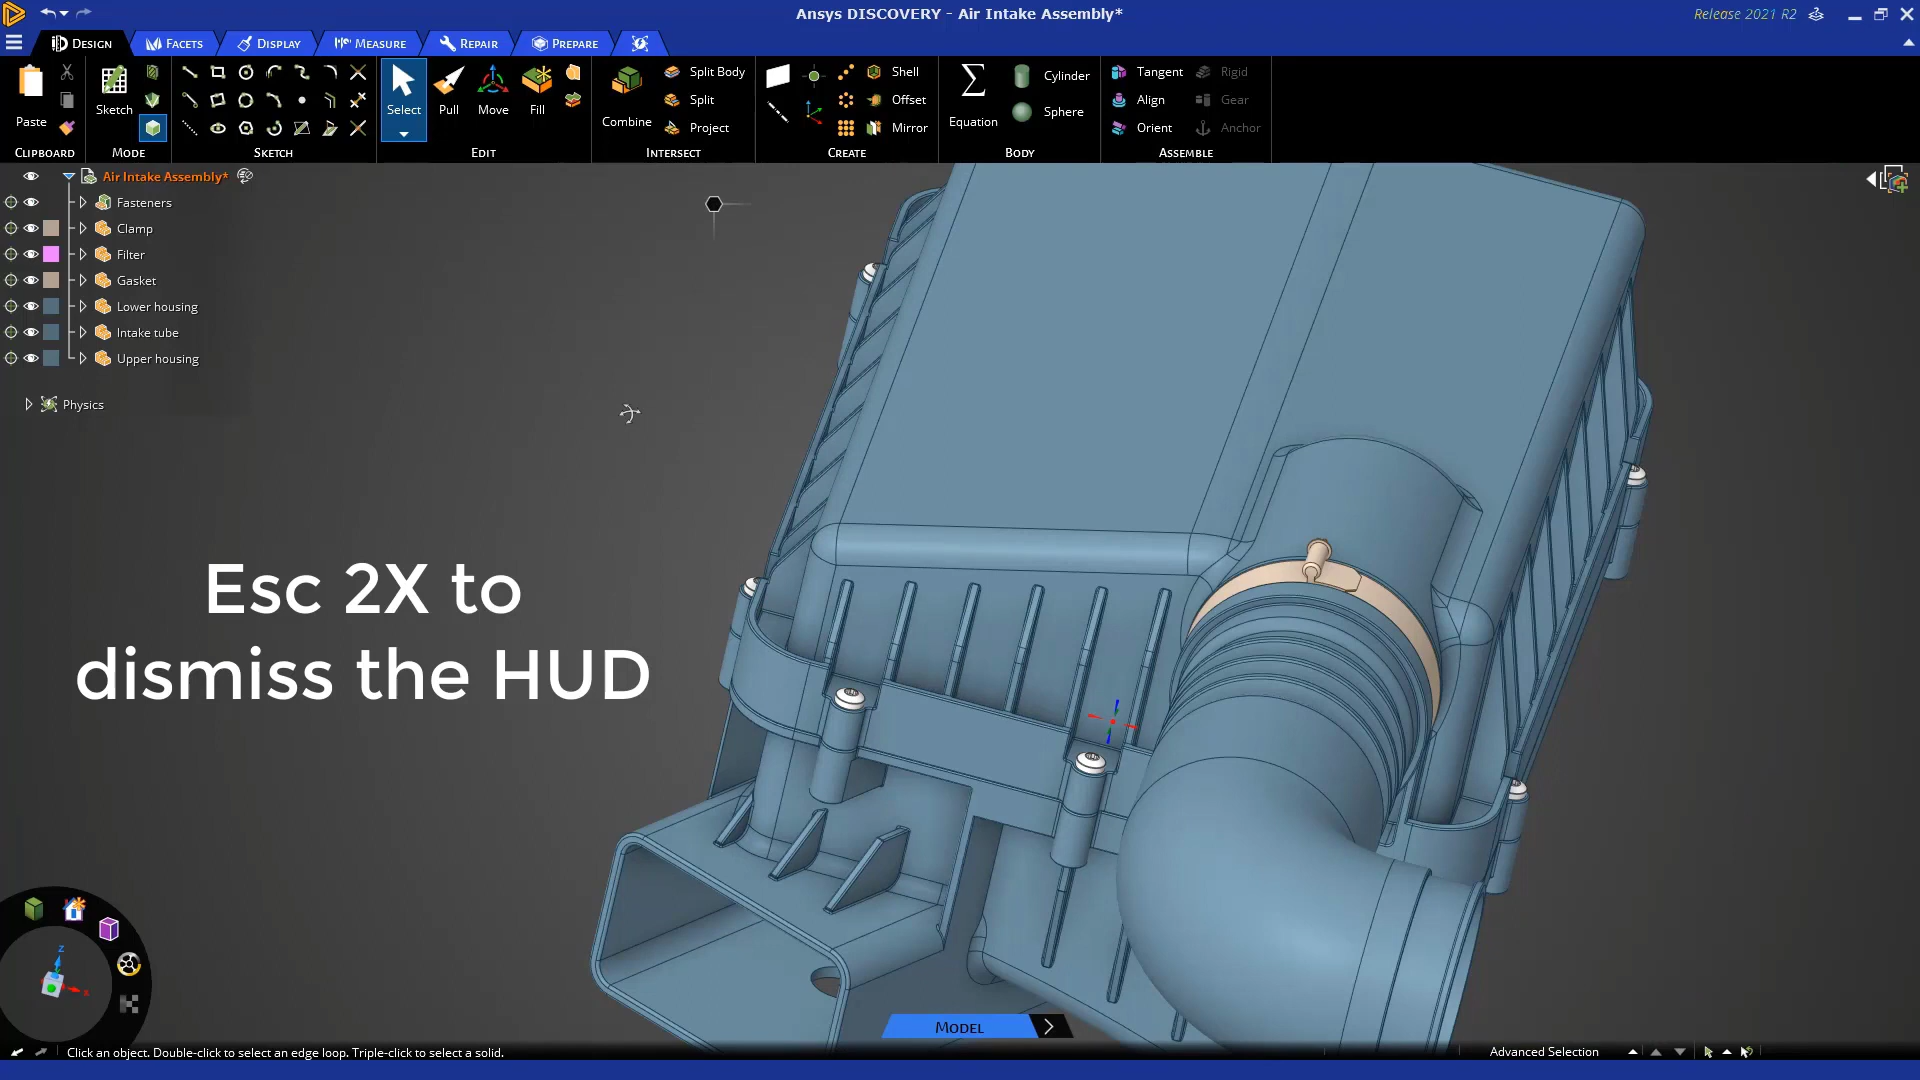 Ansys DISCOVERY - Air Intake Assembly*
Release 2021 R2
DESIGN
FACETS
DISPLAY
MEASURE
REPAIR
PREPARE
Paste
CLIPBOARD
Sketch
MODE
SKETCH
Select
Pull
Move
Fill
EDIT
Combine
Split Body
Split
Project
INTERSECT
Shell
Offset
Mirror
CREATE
Equation
Cylinder
Sphere
BODY
Tangent
Align
Orient
Rigid
Gear
Anchor
ASSEMBLE
Air Intake Assembly*
Fasteners
Clamp
Filter
Gasket
Lower housing
Intake tube
Upper housing
Physics
Esc 2X to
dismiss the HUD
Z
X
MODEL
Click an object. Double-click to select an edge loop. Triple-click to select a solid.
Advanced Selection